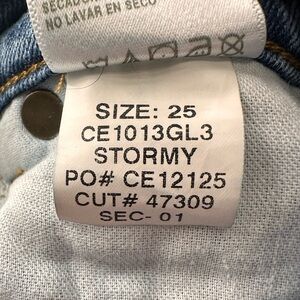 NO LAVAR EN SECO
SIZE: 25
CE1013GL3
STORMY
PO# CE12125
CUT# 47309
SEC- 01